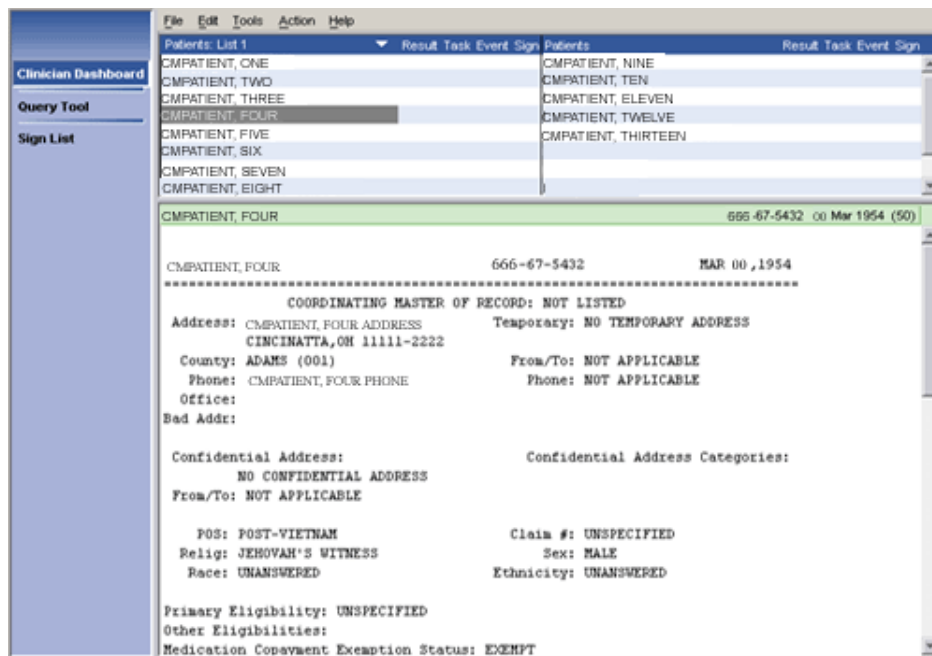 File Edit Tools Action Help
Patients: List 1 Result Task Event Sign Patients Result Task Event Sign
Clinician Dashboard
Query Tool
Sign List
CMPATIENT, ONE CMPATIENT, NINE
CMPATIENT, TWO CMPATIENT, TEN
CMPATIENT, THREE CMPATIENT, ELEVEN
CMPATIENT, FOUR CMPATIENT, TWELVE
CMPATIENT, FIVE CMPATIENT, THIRTEEN
CMPATIENT, SIX
CMPATIENT, SEVEN
CMPATIENT, EIGHT
CMPATIENT, FOUR 666-67-5432 00 Mar 1954 (50)
CMPATIENT, FOUR 666-67-5432 MAR 00 ,1954
COORDINATING MASTER OF RECORD: NOT LISTED
Address: CMPATIENT, FOUR ADDRESS Temporary: NO TEMPORARY ADDRESS
CINCINATTA,OH 11111-2222
County: ADAMS (001) From/To: NOT APPLICABLE
Phone: CMPATIENT, FOUR PHONE Phone: NOT APPLICABLE
Office:
Bad Addr:
Confidential Address: Confidential Address Categories:
NO CONFIDENTIAL ADDRESS
From/To: NOT APPLICABLE
POS: POST-VIETNAM Claim #: UNSPECIFIED
Relig: JEHOVAH'S WITNESS Sex: MALE
Race: UNANSWERED Ethnicity: UNANSWERED
Primary Eligibility: UNSPECIFIED
Other Eligibilities:
Medication Copayment Exemption Status: EXEMPT